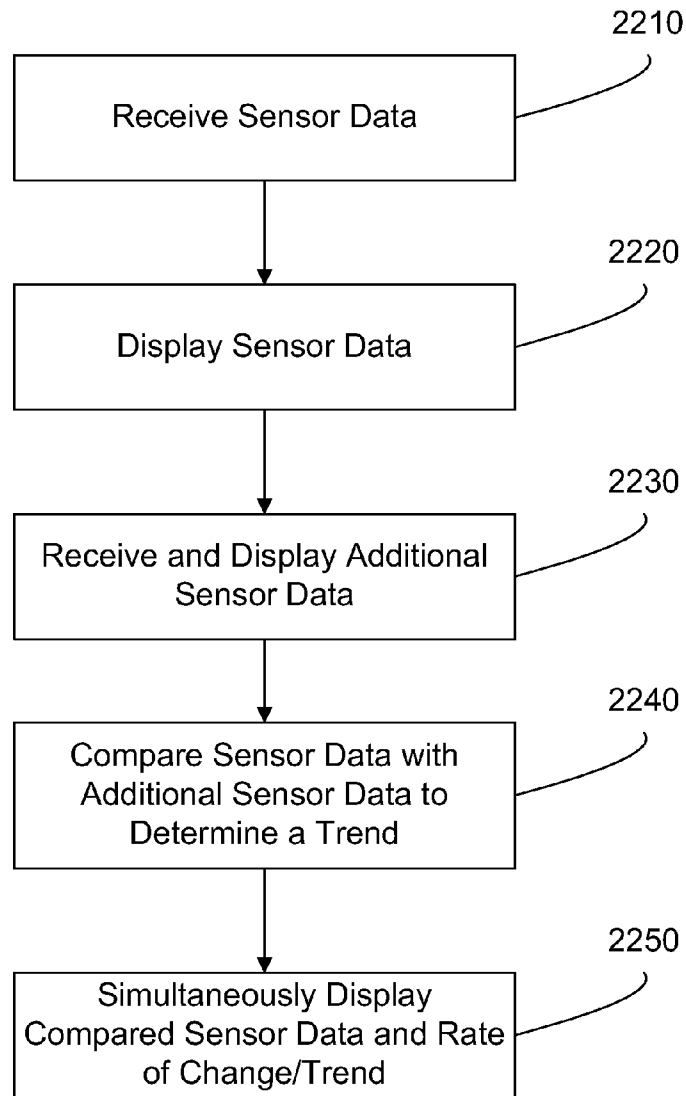 2210
Receive Sensor Data
2220
Display Sensor Data
2230
Receive and Display Additional
Sensor Data
2240
Compare Sensor Data with
Additional Sensor Data to
Determine a Trend
2250
Simultaneously Display
Compared Sensor Data and Rate
of Change/Trend